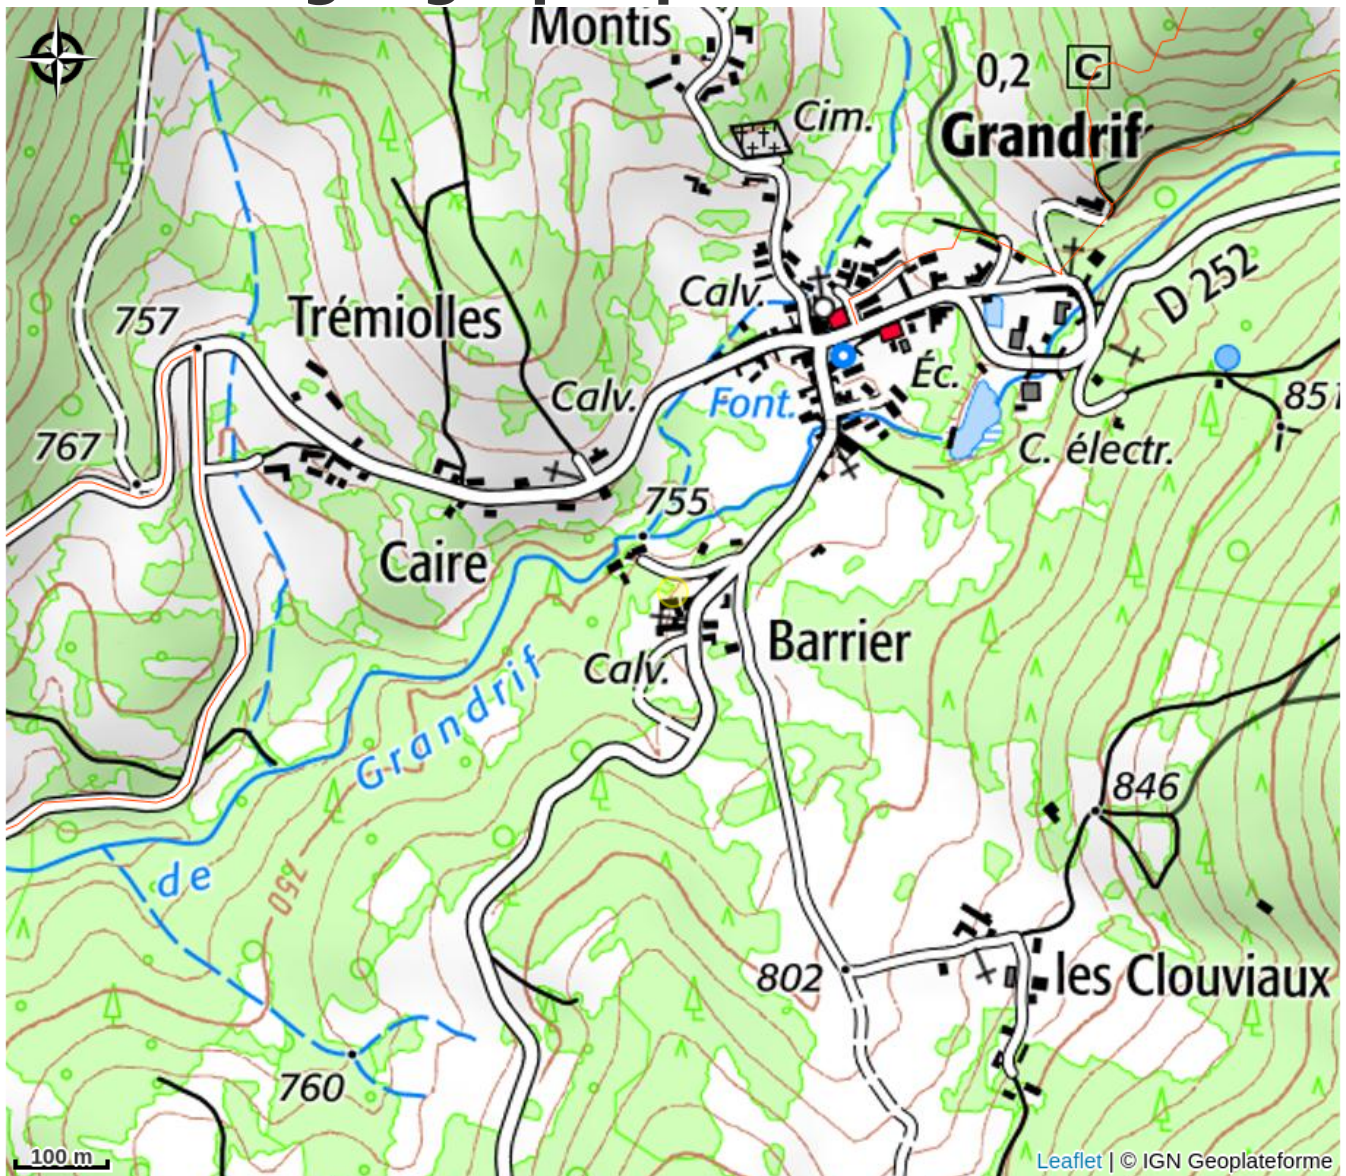 Montis
0,2
C
Cim.
Grandrif
D 252
Calv.
757
Trémiolles
Éc.
Calv.
Font.
851
767
C. électr.
755
Caire
Barrier
Calv.
Grandrif
846
de
750
802
les Clouviaux
760
100 m
Leaflet | © IGN Geoplateforme